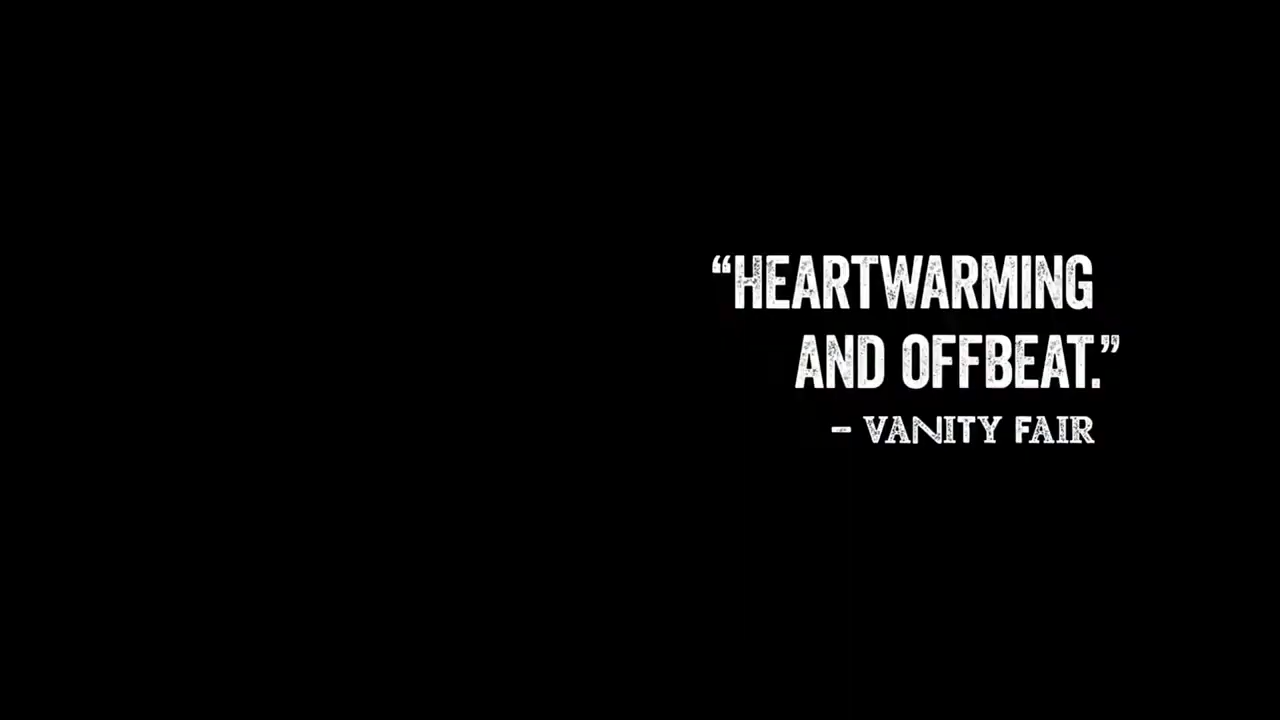 “HEARTWARMING
AND OFFBEAT.”
– VANITY FAIR